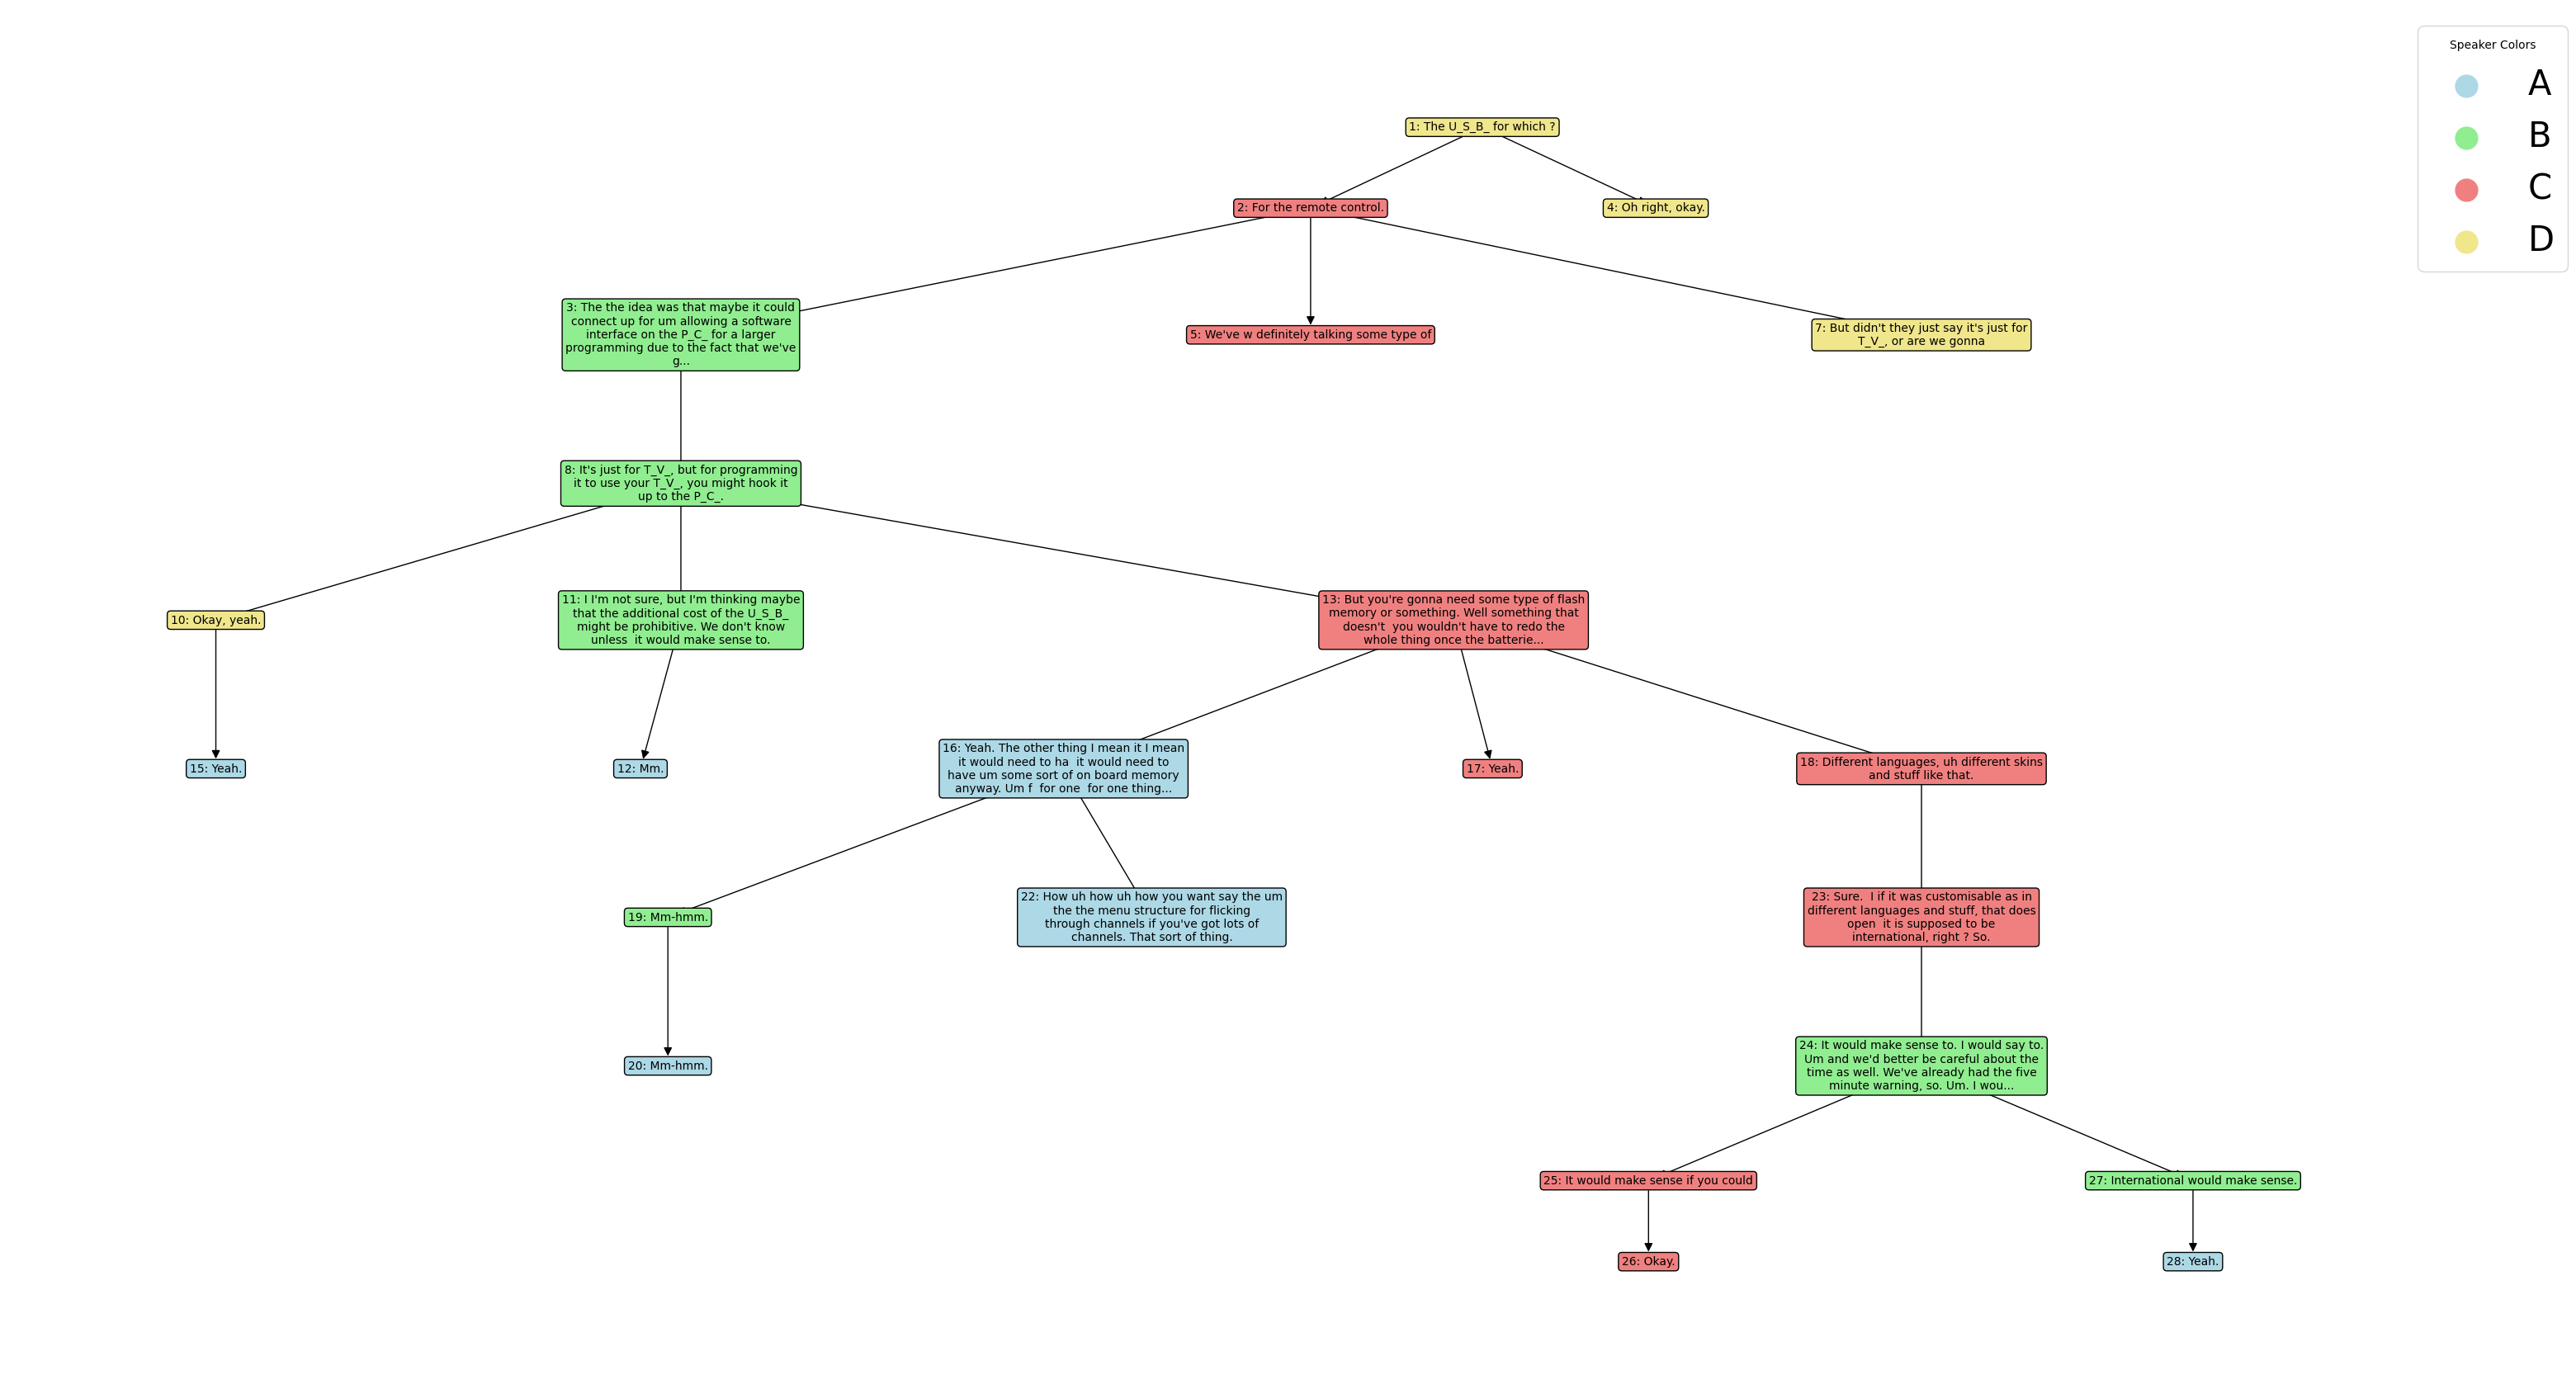 Speaker Colors
A
B
C
D
1: The U_S_B_ for which ?
2: For the remote control.
4: Oh right, okay.
3: The the idea was that maybe it could
connect up for um allowing a software
interface on the P_C_ for a larger
programming due to the fact that we've
g...
5: We've w definitely talking some type of
7: But didn't they just say it's just for
T_V_, or are we gonna
8: It's just for T_V_, but for programming
it to use your T_V_, you might hook it
up to the P_C_.
10: Okay, yeah.
11: I I'm not sure, but I'm thinking maybe
that the additional cost of the U_S_B_
might be prohibitive. We don't know
unless  it would make sense to.
13: But you're gonna need some type of flash
memory or something. Well something that
doesn't  you wouldn't have to redo the
whole thing once the batterie...
15: Yeah.
12: Mm.
16: Yeah. The other thing I mean it I mean
it would need to ha  it would need to
have um some sort of on board memory
anyway. Um f  for one  for one thing...
17: Yeah.
18: Different languages, uh different skins
and stuff like that.
19: Mm-hmm.
22: How uh how uh how you want say the um
the the menu structure for flicking
through channels if you've got lots of
channels. That sort of thing.
23: Sure.  I if it was customisable as in
different languages and stuff, that does
open  it is supposed to be
international, right ? So.
20: Mm-hmm.
24: It would make sense to. I would say to.
Um and we'd better be careful about the
time as well. We've already had the five
minute warning, so. Um. I wou...
25: It would make sense if you could
27: International would make sense.
26: Okay.
28: Yeah.